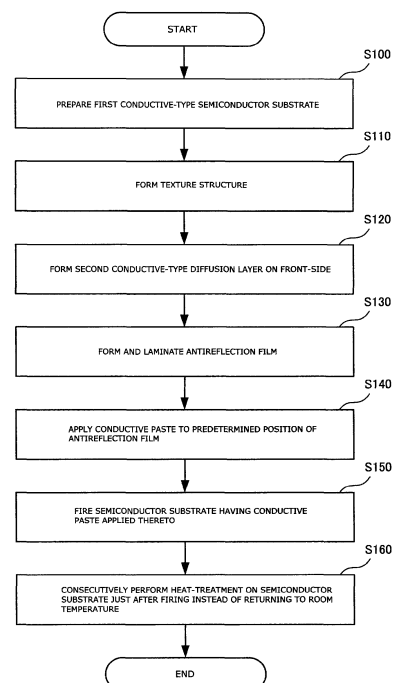 START
S100
PREPARE FIRST CONDUCTIVE-TYPE SEMICONDUCTOR SUBSTRATE
S110
FORM TEXTURE STRUCTURE
S120
FORM SECOND CONDUCTIVE-TYPE DIFFUSION LAYER ON FRONT-SIDE
S130
FORM AND LAMINATE ANTIREFLECTION FILM
S140
APPLY CONDUCTIVE PASTE TO PREDETERMINED POSITION OF
ANTIREFLECTION FILM
S150
FIRE SEMICONDUCTOR SUBSTRATE HAVING CONDUCTIVE
PASTE APPLIED THERETO
S160
CONSECUTIVELY PERFORM HEAT-TREATMENT ON SEMICONDUCTOR
SUBSTRATE JUST AFTER FIRING INSTEAD OF RETURNING TO ROOM
TEMPERATURE
END